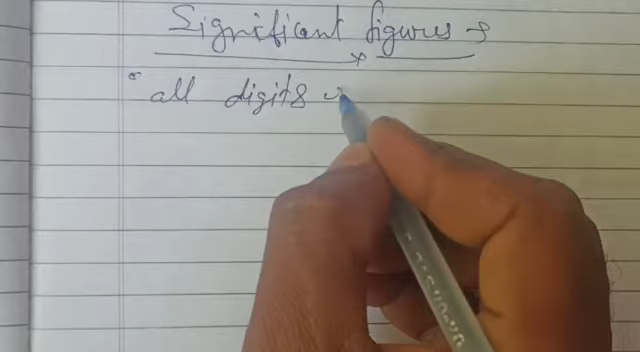 Significant figures →
* all digits